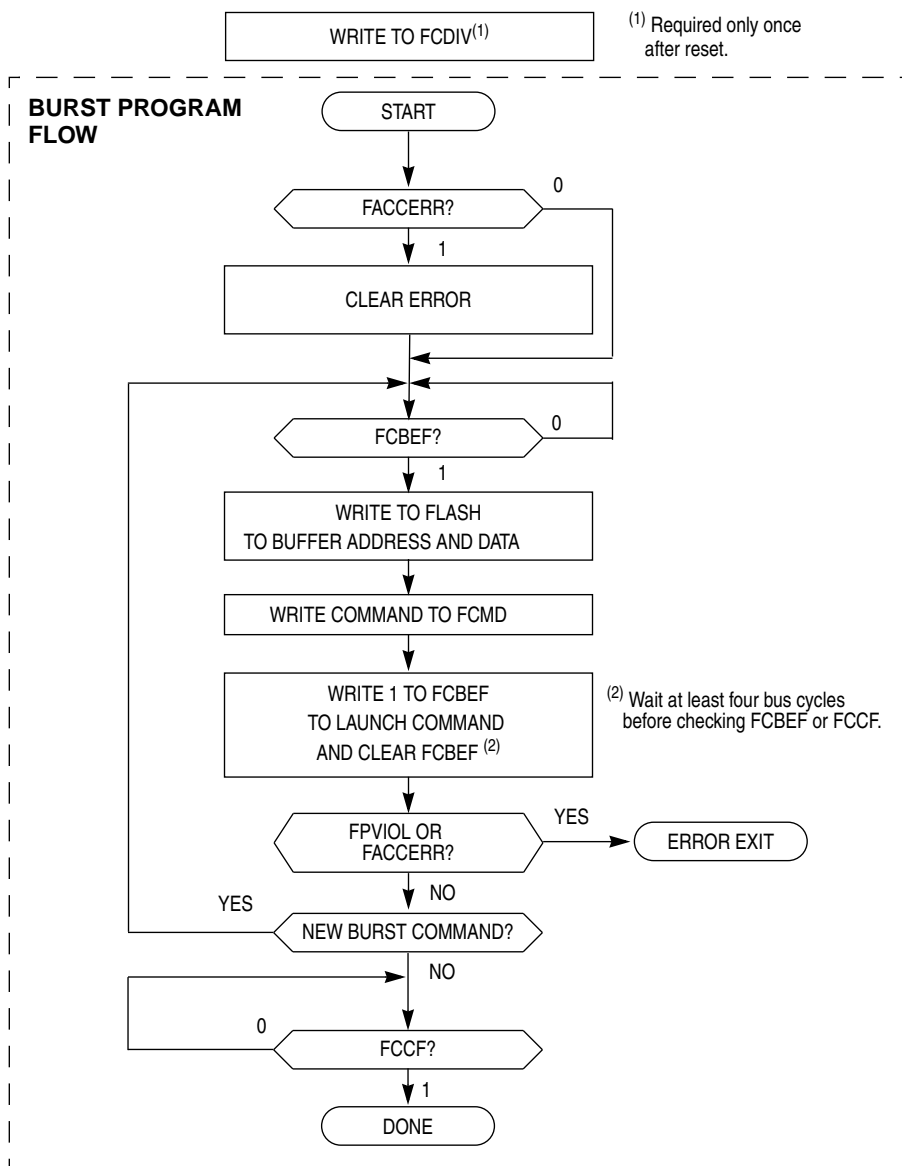 WRITE TO FCDIV(1)
(1) Required only once
after reset.
BURST PROGRAM
FLOW
START
FACCERR?
0
1
CLEAR ERROR
FCBEF?
0
1
WRITE TO FLASH
TO BUFFER ADDRESS AND DATA
WRITE COMMAND TO FCMD
WRITE 1 TO FCBEF
TO LAUNCH COMMAND
AND CLEAR FCBEF (2)
(2) Wait at least four bus cycles
before checking FCBEF or FCCF.
FPVIOL OR
FACCERR?
YES
ERROR EXIT
NO
YES
NEW BURST COMMAND?
NO
0
FCCF?
1
DONE